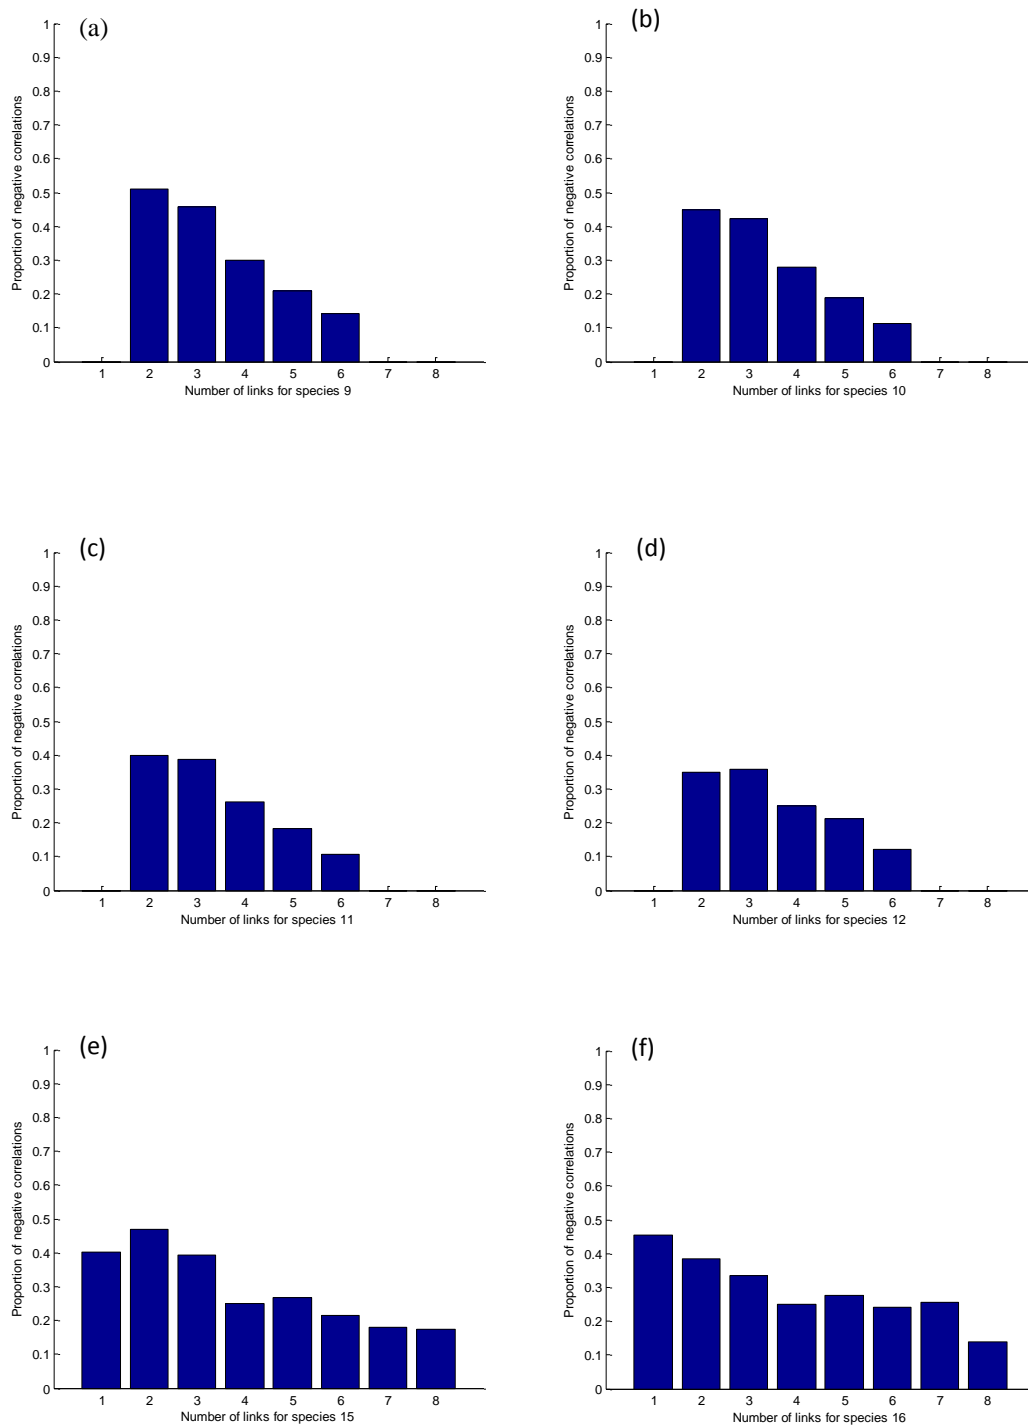 (a)
1
0.9
0.8
0.7
0.6
0.5
0.4
0.3
0.2
0.1
0
Proportion of negative correlations
1 2 3 4 5 6 7 8
Number of links for species 9
(b)
1
0.9
0.8
0.7
0.6
0.5
0.4
0.3
0.2
0.1
0
Proportion of negative correlations
1 2 3 4 5 6 7 8
Number of links for species 10
(c)
1
0.9
0.8
0.7
0.6
0.5
0.4
0.3
0.2
0.1
0
Proportion of negative correlations
1 2 3 4 5 6 7 8
Number of links for species 11
(d)
1
0.9
0.8
0.7
0.6
0.5
0.4
0.3
0.2
0.1
0
Proportion of negative correlations
1 2 3 4 5 6 7 8
Number of links for species 12
(e)
1
0.9
0.8
0.7
0.6
0.5
0.4
0.3
0.2
0.1
0
Proportion of negative correlations
1 2 3 4 5 6 7 8
Number of links for species 15
(f)
1
0.9
0.8
0.7
0.6
0.5
0.4
0.3
0.2
0.1
0
Proportion of negative correlations
1 2 3 4 5 6 7 8
Number of links for species 16